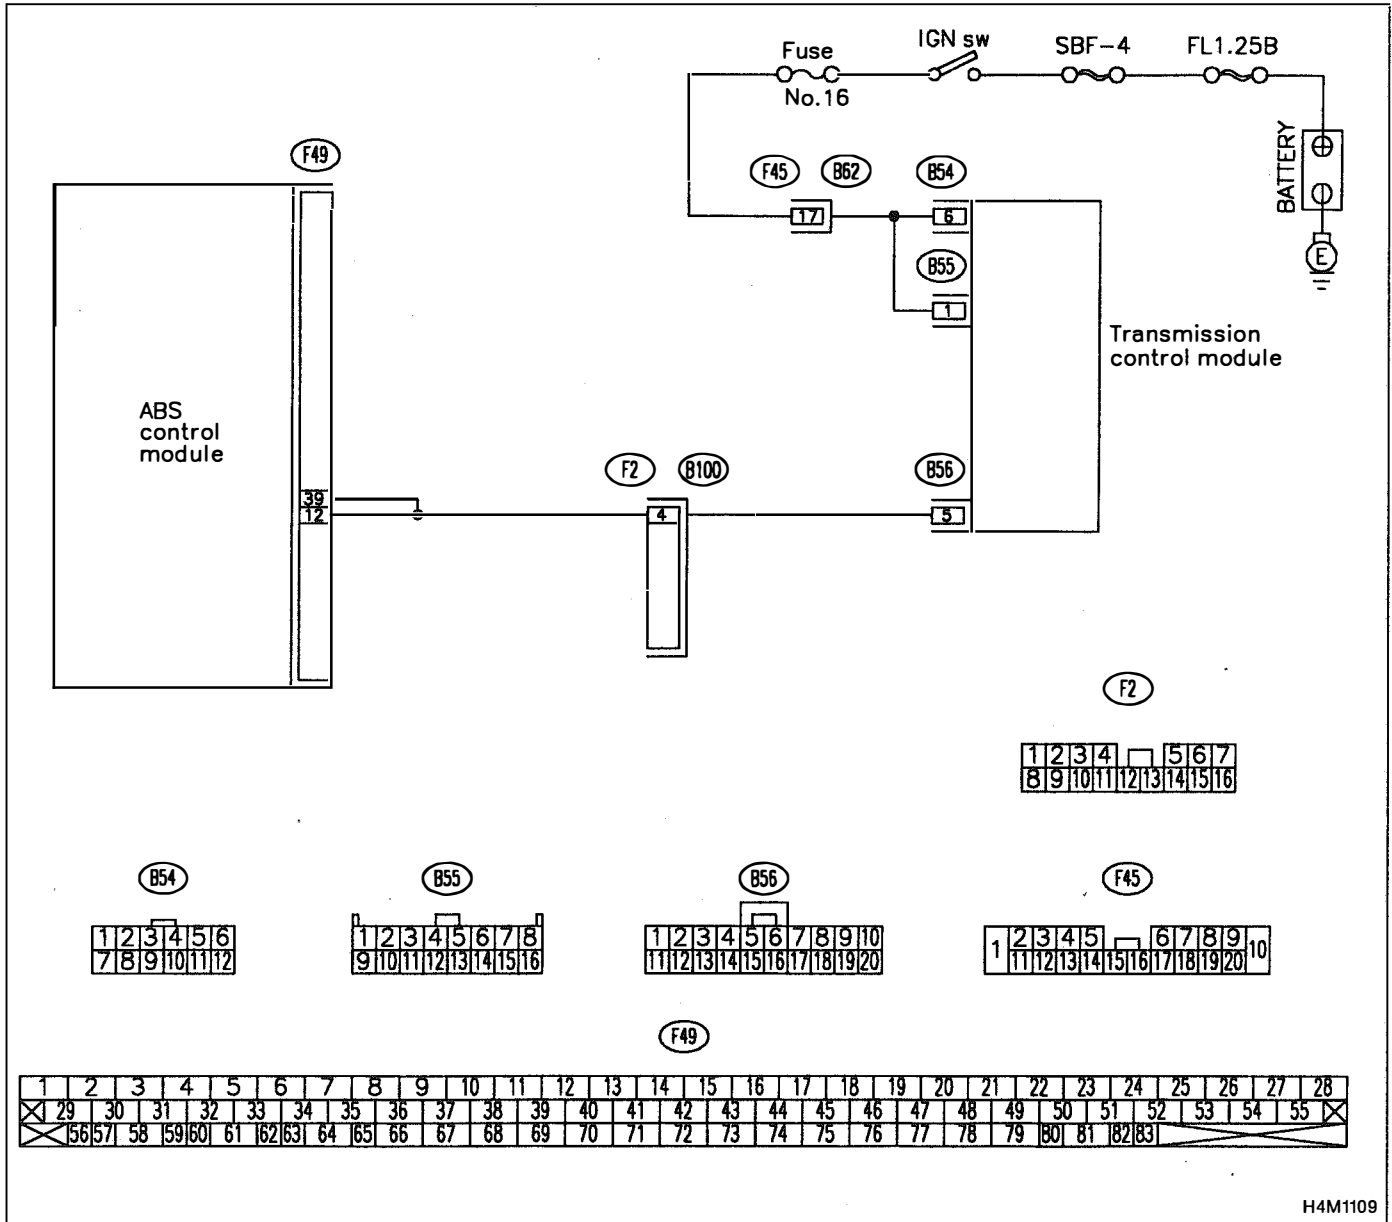 Fuse
No.16
IGN sw
SBF-4
FL1.25B
BATTERY
E
F49
F45
B62
B54
17
6
B55
1
Transmission
control module
ABS
control
module
F2
B100
B56
39
12
4
5
F2
1 2 3 4 5 6 7
8 9 10 11 12 13 14 15 16
B54
1 2 3 4 5 6
7 8 9 10 11 12
B55
1 2 3 4 5 6 7 8
9 10 11 12 13 14 15 16
B56
1 2 3 4 5 6 7 8 9 10
11 12 13 14 15 16 17 18 19 20
F45
1 2 3 4 5 6 7 8 9 10
11 12 13 14 15 16 17 18 19 20
F49
1 2 3 4 5 6 7 8 9 10 11 12 13 14 15 16 17 18 19 20 21 22 23 24 25 26 27 28
29 30 31 32 33 34 35 36 37 38 39 40 41 42 43 44 45 46 47 48 49 50 51 52 53 54 55
56 57 58 59 60 61 62 63 64 65 66 67 68 69 70 71 72 73 74 75 76 77 78 79 80 81 82 83
H4M1109